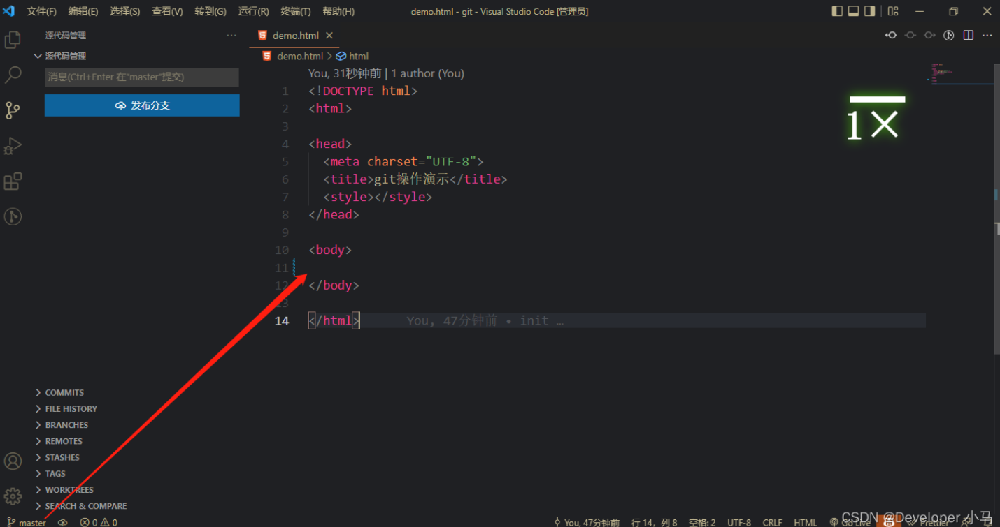 文件(F) 编辑(E) 选择(S) 查看(V) 转到(G) 运行(R) 终端(T) 帮助(H) demo.html - git - Visual Studio Code [管理员]
源代码管理
源代码管理
消息(Ctrl+Enter 在"master"提交)
发布分支
COMMITS
FILE HISTORY
BRANCHES
REMOTES
STASHES
TAGS
WORKTREES
SEARCH & COMPARE
demo.html
demo.html > html
You, 31秒钟前 | 1 author (You)
1 <!DOCTYPE html>
2 <html>
3
4 <head>
5 <meta charset="UTF-8">
6 <title>git操作演示</title>
7 <style></style>
8 </head>
9
10 <body>
11
12 </body>
13
14 </html> You, 47分钟前 • init …
1×
master 0 0 You, 47分钟前 行 14，列 8 空格: 2 UTF-8 CRLF HTML Go Live Prettier
CSDN @Developer 小马